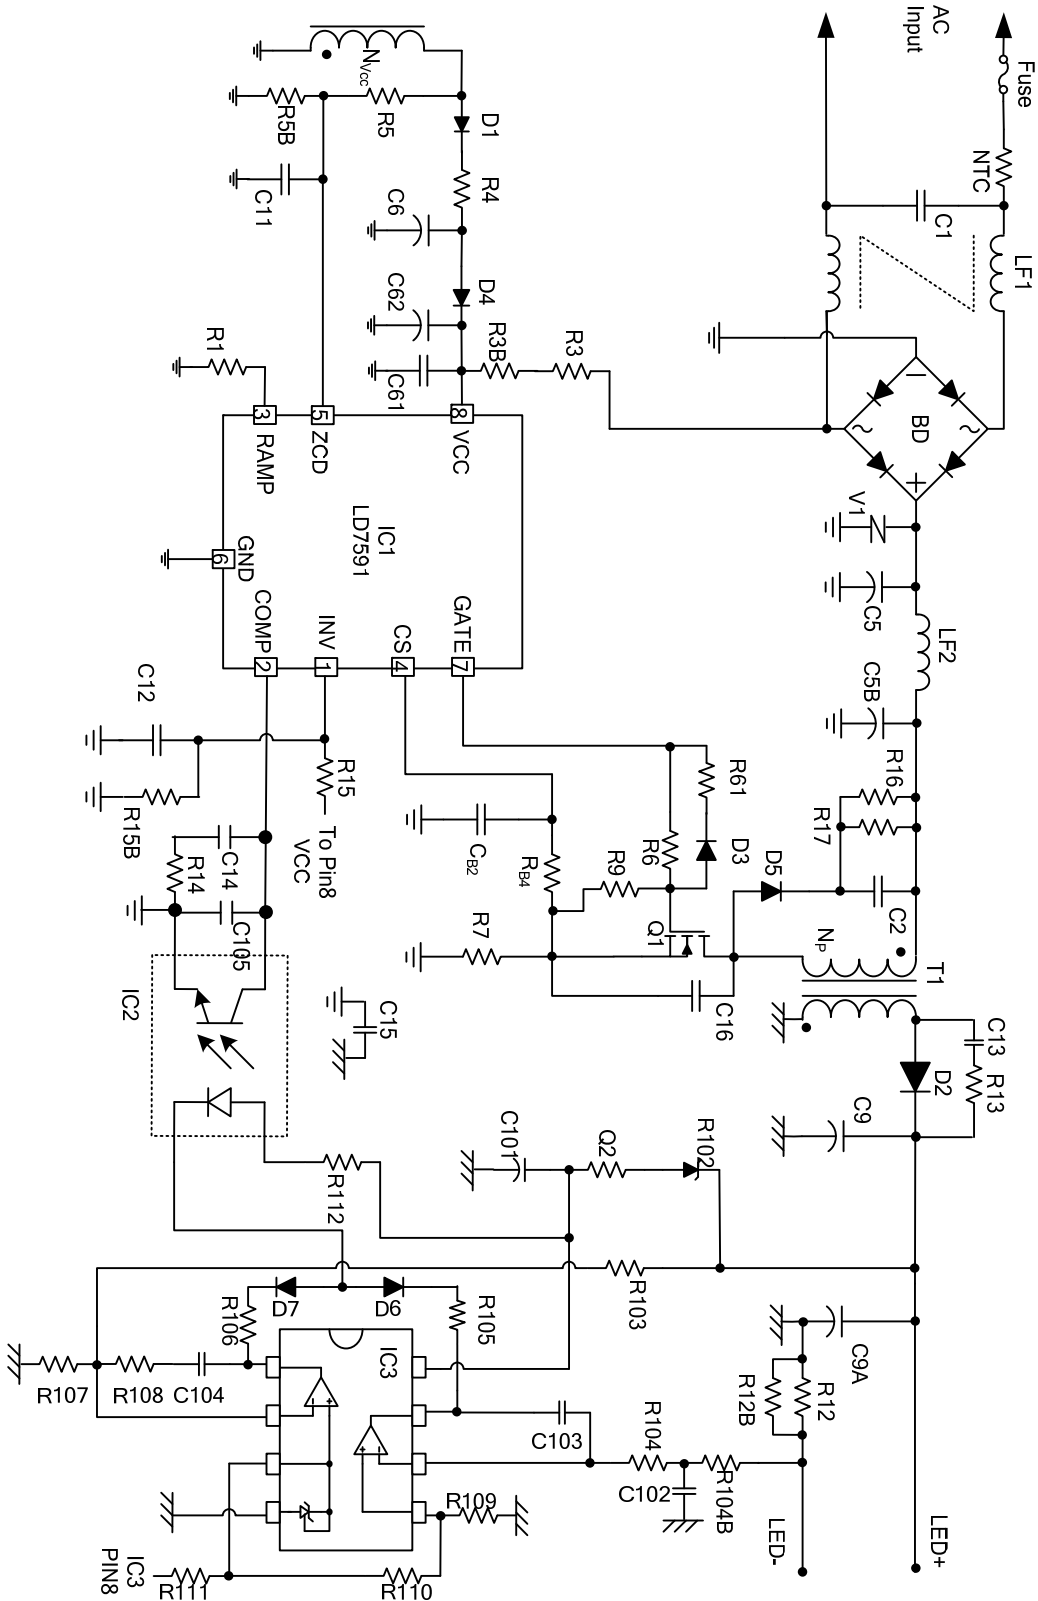 AC
Input
Fuse
NTC
C1
LF1
BD
V1
C5
LF2
C5B
R16
R17
C2
D5
NP
T1
C13
R13
D2
C9
C9A
R12
R12B
LED+
LED-
NVcc
R5
R5B
C11
D1
R4
C6
D4
C62
C61
R3B
R3
R1
3
RAMP
5
ZCD
8
VCC
IC1
LD7591
6
GND
COMP
2
INV
1
CS
4
GATE
7
C12
R15B
R15
To Pin8
VCC
C14
R14
C105
IC2
C15
CB2
RB4
R9
R6
R61
D3
Q1
R7
C16
C101
Q2
R102
R112
R103
D7
D6
R106
R105
IC3
R107
R108
C104
C103
R104
C102
R104B
R109
R110
R111
IC3
PIN8